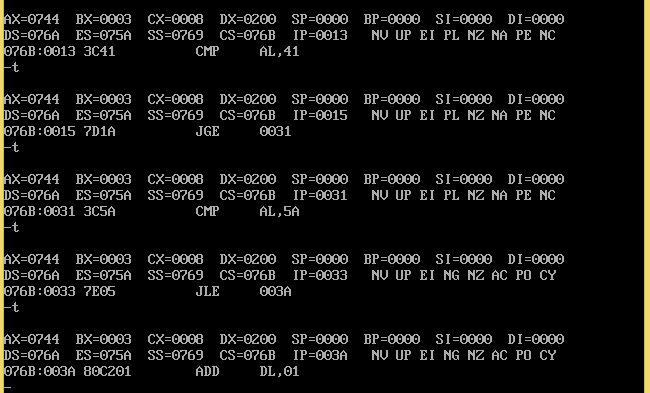 AX=0744  BX=0003  CX=0008  DX=0200  SP=0000  BP=0000  SI=0000  DI=0000
DS=076A  ES=075A  SS=0769  CS=076B  IP=0013   NV UP EI PL NZ NA PE NC
076B:0013 3C41          CMP     AL,41
-t
AX=0744  BX=0003  CX=0008  DX=0200  SP=0000  BP=0000  SI=0000  DI=0000
DS=076A  ES=075A  SS=0769  CS=076B  IP=0015   NV UP EI PL NZ NA PE NC
076B:0015 7D1A          JGE     0031
-t
AX=0744  BX=0003  CX=0008  DX=0200  SP=0000  BP=0000  SI=0000  DI=0000
DS=076A  ES=075A  SS=0769  CS=076B  IP=0031   NV UP EI PL NZ NA PE NC
076B:0031 3C5A          CMP     AL,5A
-t
AX=0744  BX=0003  CX=0008  DX=0200  SP=0000  BP=0000  SI=0000  DI=0000
DS=076A  ES=075A  SS=0769  CS=076B  IP=0033   NV UP EI NG NZ AC PO CY
076B:0033 7E05          JLE     003A
-t
AX=0744  BX=0003  CX=0008  DX=0200  SP=0000  BP=0000  SI=0000  DI=0000
DS=076A  ES=075A  SS=0769  CS=076B  IP=003A   NV UP EI NG NZ AC PO CY
076B:003A 80C201        ADD     DL,01
-